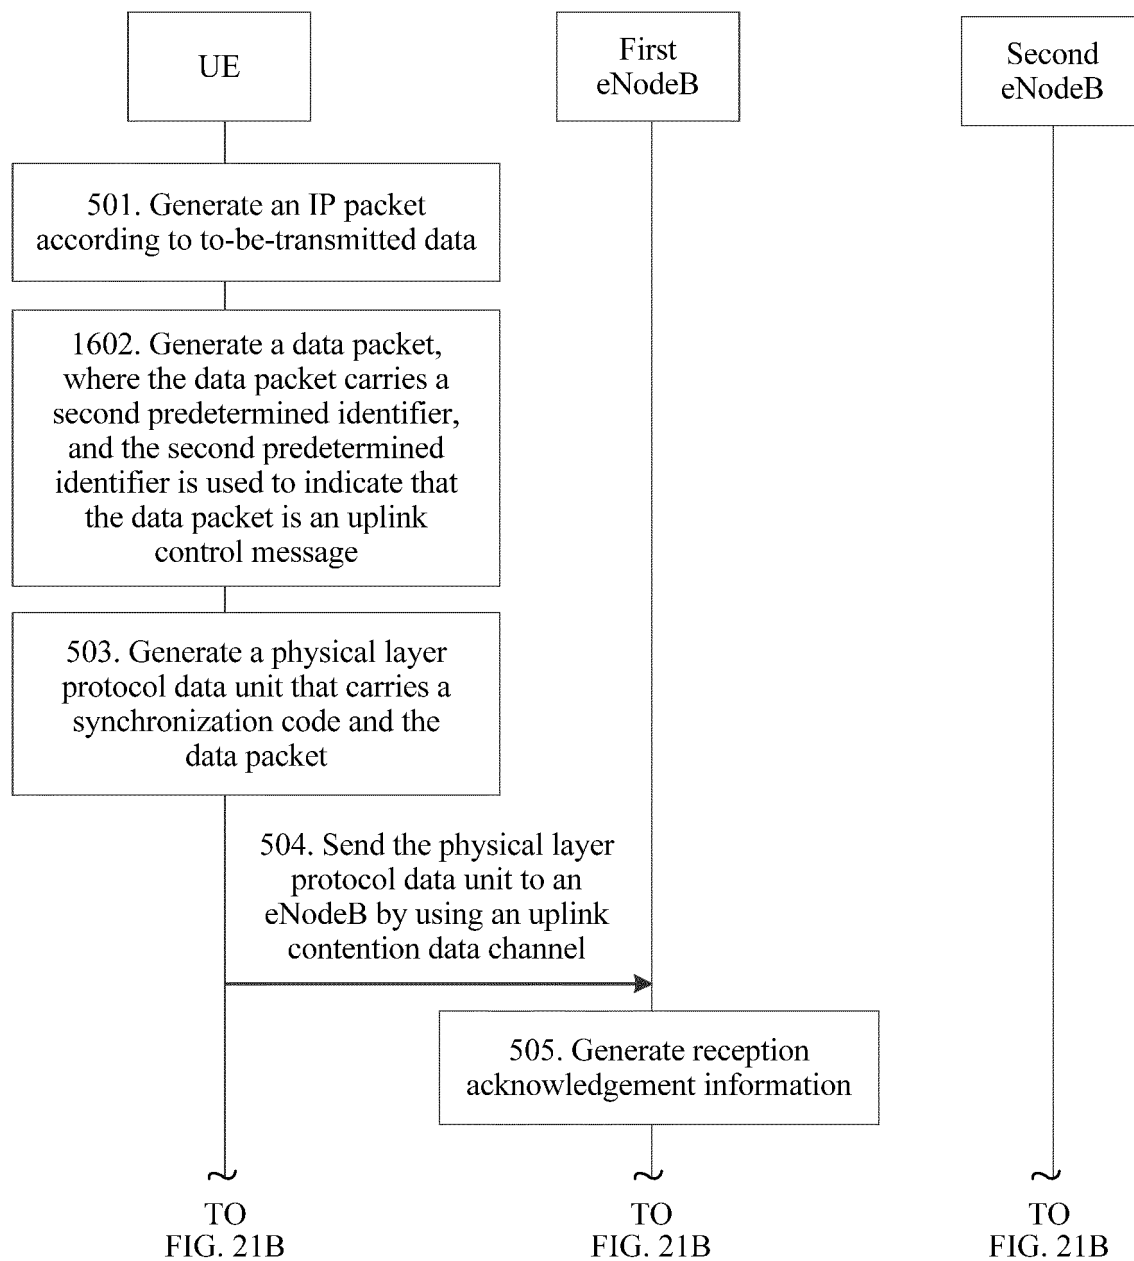 UE
First
eNodeB
Second
eNodeB
501. Generate an IP packet
according to to-be-transmitted data
1602. Generate a data packet,
where the data packet carries a
second predetermined identifier,
and the second predetermined
identifier is used to indicate that
the data packet is an uplink
control message
503. Generate a physical layer
protocol data unit that carries a
synchronization code and the
data packet
504. Send the physical layer
protocol data unit to an
eNodeB by using an uplink
contention data channel
505. Generate reception
acknowledgement information
TO
FIG. 21B
TO
FIG. 21B
TO
FIG. 21B